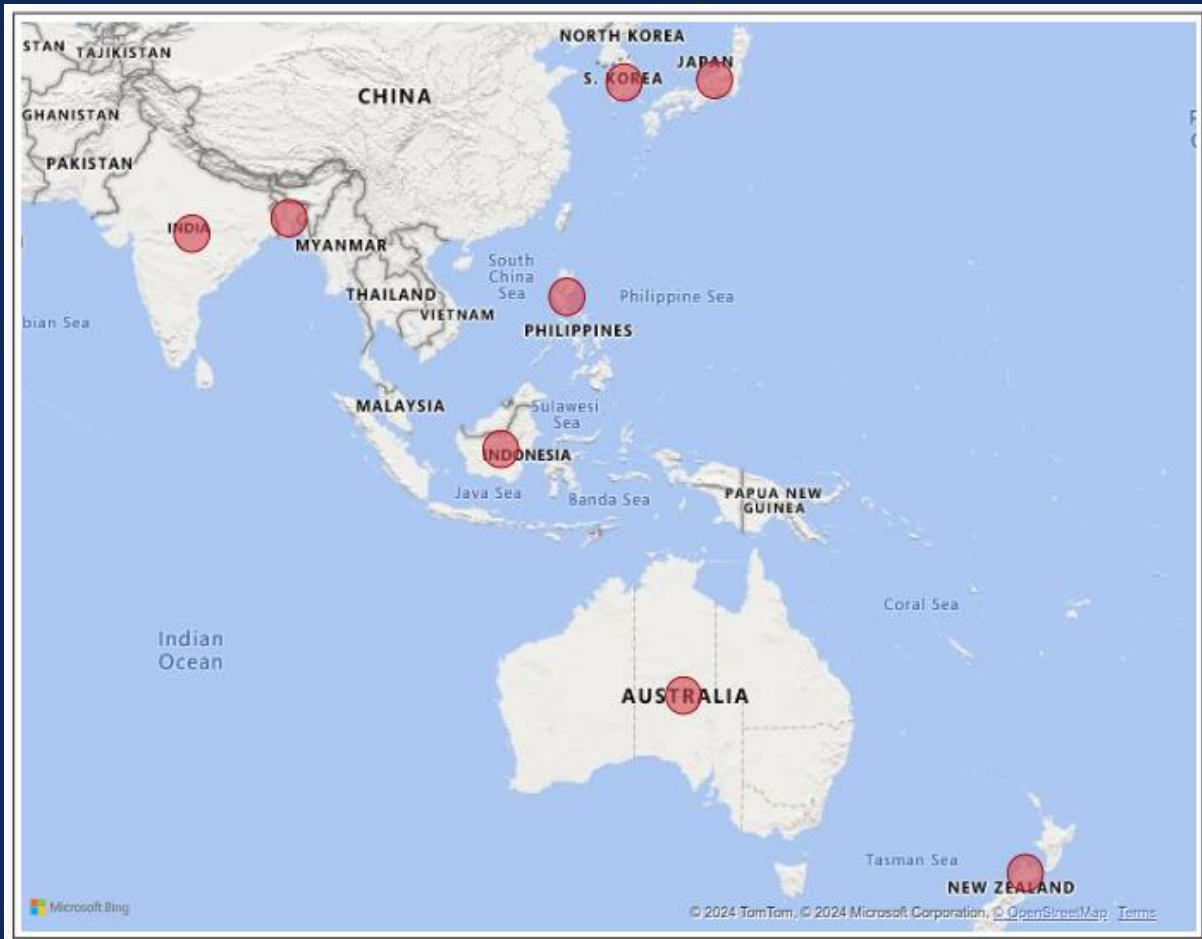 NORTH KOREA
STAN
TAJIKISTAN
S. KOREA
JAPAN
CHINA
GHANISTAN
PAKISTAN
INDIA
MYANMAR
South
China
Sea
THAILAND
Philippine Sea
VIETNAM
bian Sea
PHILIPPINES
MALAYSIA
Sulawesi
Sea
INDONESIA
Java Sea
Banda Sea
PAPUA NEW
GUINEA
Coral Sea
Indian
Ocean
AUSTRALIA
Tasman Sea
NEW ZEALAND
Microsoft Bing
© 2024 TomTom, © 2024 Microsoft Corporation, © OpenStreetMap Terms